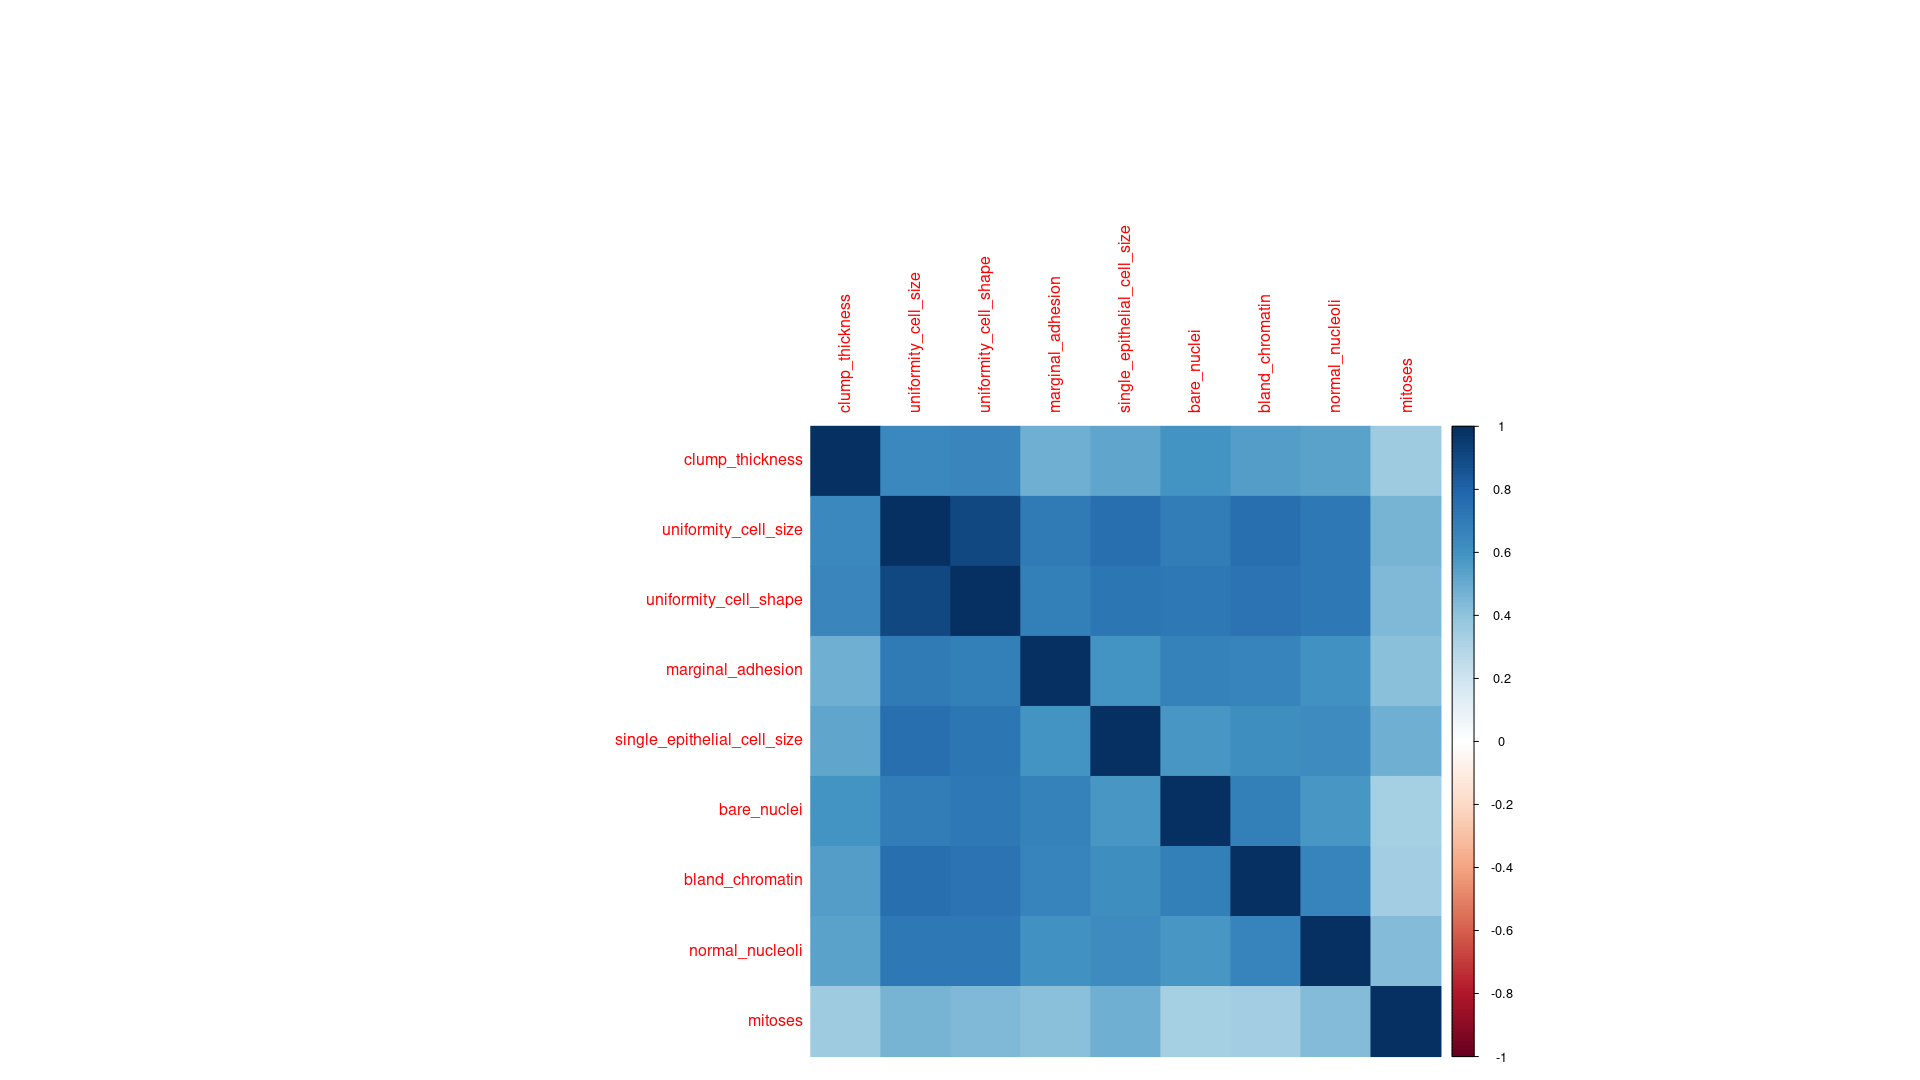 clump_thickness
uniformity_cell_size
uniformity_cell_shape
marginal_adhesion
single_epithelial_cell_size
bare_nuclei
bland_chromatin
normal_nucleoli
mitoses
clump_thickness
uniformity_cell_size
uniformity_cell_shape
marginal_adhesion
single_epithelial_cell_size
bare_nuclei
bland_chromatin
normal_nucleoli
mitoses
1
0.8
0.6
0.4
0.2
0
-0.2
-0.4
-0.6
-0.8
-1